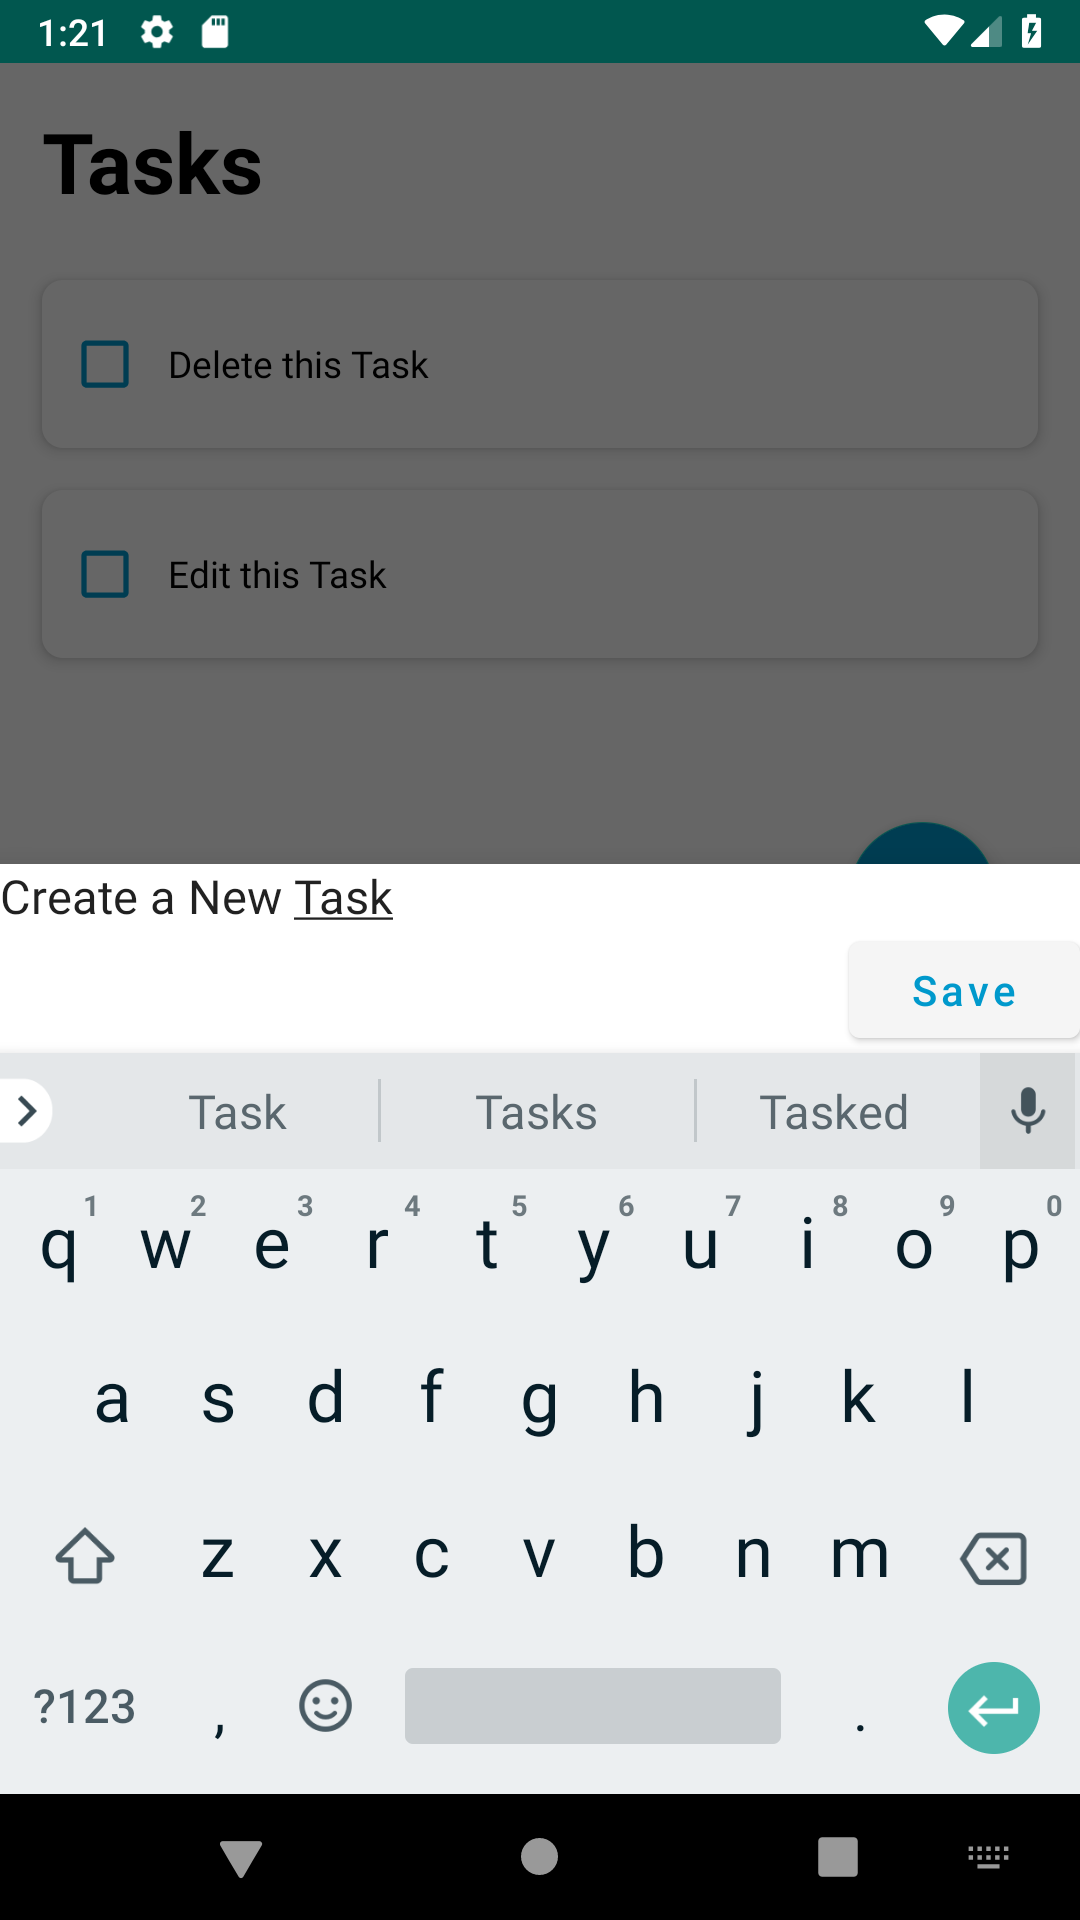 1:21
Tasks
Delete this Task
Edit this Task
Create a New Task
Save
Task Tasks Tasked
1 2 3 4 5 6 7 8 9 0
q w e r t y u i o p
a s d f g h j k l
z x c v b n m
?123 , .